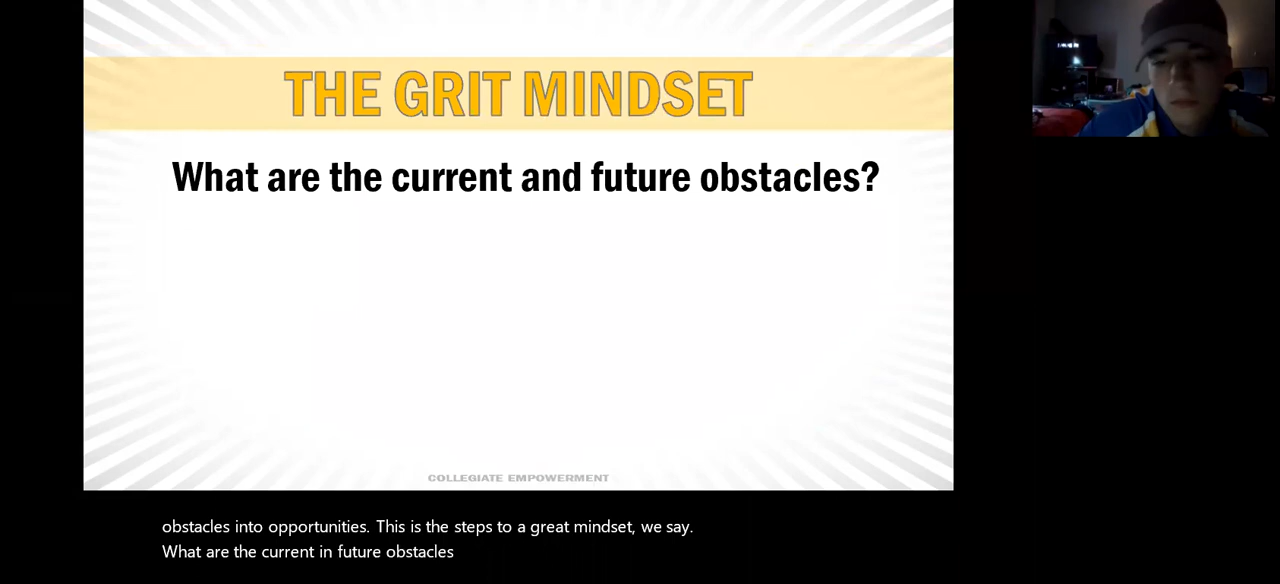 THE GRIT MINDSET
What are the current and future obstacles?
COLLEGIATE EMPOWERMENT
obstacles into opportunities. This is the steps to a great mindset, we say.
What are the current in future obstacles